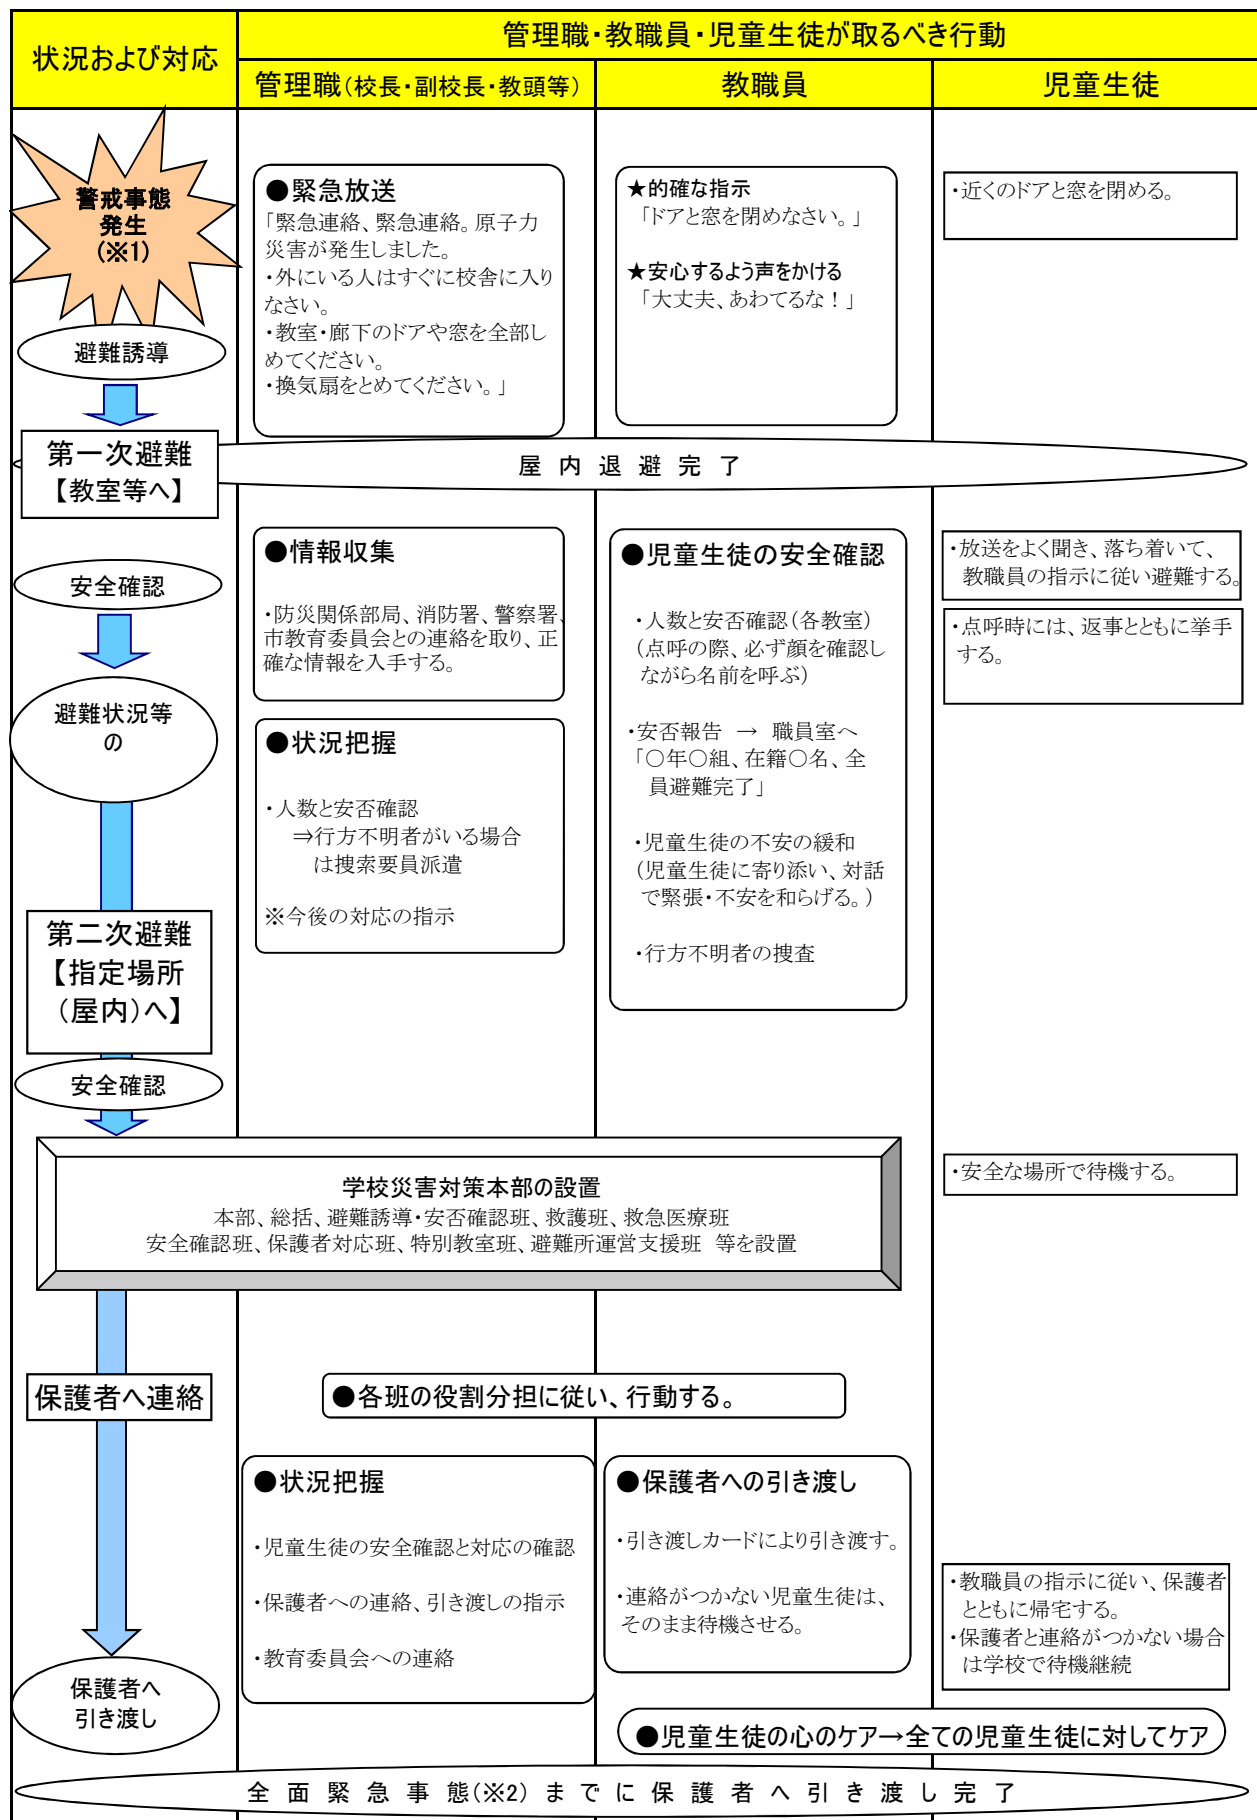 状況および対応
管理職・教職員・児童生徒が取るべき行動
管理職(校長・副校長・教頭等)
教職員
児童生徒
警戒事態
発生
(※1)
避難誘導
●緊急放送
「緊急連絡、緊急連絡。原子力
災害が発生しました。
・外にいる人はすぐに校舎に入り
なさい。
・教室・廊下のドアや窓を全部し
めてください。
・換気扇をとめてください。」
★的確な指示
「ドアと窓を閉めなさい。」
★安心するよう声をかける
「大丈夫、あわてるな！」
・近くのドアと窓を閉める。
第一次避難
【教室等へ】
屋内退避完了
安全確認
●情報収集
・防災関係部局、消防署、警察署、
市教育委員会との連絡を取り、正
確な情報を入手する。
●児童生徒の安全確認
・人数と安否確認(各教室)
(点呼の際、必ず顔を確認し
ながら名前を呼ぶ)
・安否報告 → 職員室へ
「○年○組、在籍○名、全
員避難完了」
・児童生徒の不安の緩和
(児童生徒に寄り添い、対話
で緊張・不安を和らげる。)
・行方不明者の捜査
・放送をよく聞き、落ち着いて、
教職員の指示に従い避難する。
・点呼時には、返事とともに挙手
する。
避難状況等
の
●状況把握
・人数と安否確認
⇒行方不明者がいる場合
は捜索要員派遣
※今後の対応の指示
第二次避難
【指定場所
(屋内)へ】
安全確認
学校災害対策本部の設置
本部、総括、避難誘導・安否確認班、救護班、救急医療班
安全確認班、保護者対応班、特別教室班、避難所運営支援班 等を設置
・安全な場所で待機する。
保護者へ連絡
●各班の役割分担に従い、行動する。
●状況把握
・児童生徒の安全確認と対応の確認
・保護者への連絡、引き渡しの指示
・教育委員会への連絡
●保護者への引き渡し
・引き渡しカードにより引き渡す。
・連絡がつかない児童生徒は、
そのまま待機させる。
・教職員の指示に従い、保護者
とともに帰宅する。
・保護者と連絡がつかない場合
は学校で待機継続
保護者へ
引き渡し
●児童生徒の心のケア→全ての児童生徒に対してケア
全面緊急事態(※2)までに保護者へ引き渡し完了